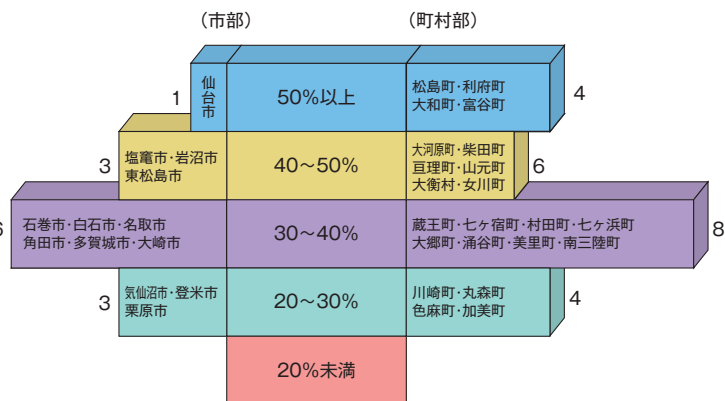 （市部）
（町村部）
1
仙台市
50%以上
松島町・利府町
大和町・富谷町
4
3
塩竈市・岩沼市
東松島市
40～50%
大河原町・柴田町
亘理町・山元町
大衡村・女川町
6
6
石巻市・白石市・名取市
角田市・多賀城市・大崎市
30～40%
蔵王町・七ヶ宿町・村田町・七ヶ浜町
大郷町・涌谷町・美里町・南三陸町
8
3
気仙沼市・登米市
栗原市
20～30%
川崎町・丸森町
色麻町・加美町
4
20%未満